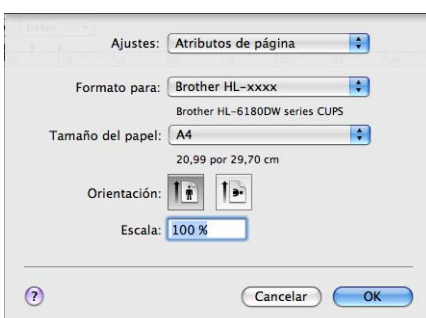 Ajustes: Atributos de página
Formato para: Brother HL-xxxx
Brother HL-6180DW series CUPS
Tamaño del papel: A4
20,99 por 29,70 cm
Orientación:
Escala: 100 %
? Cancelar OK